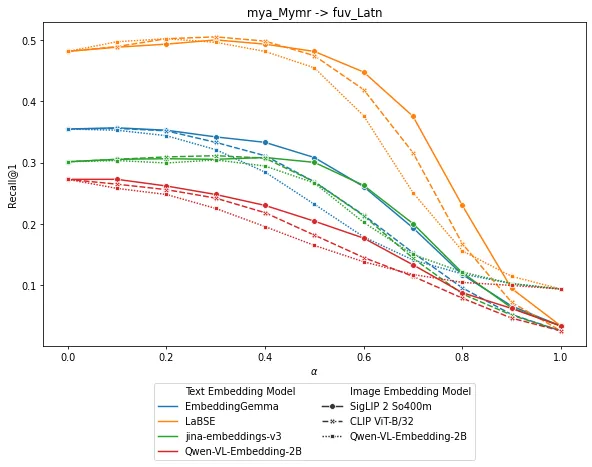 mya_Mymr -> fuv_Latn
0.5
0.4
0.3
0.2
0.1
Recall@1
0.0 0.2 0.4 0.6 0.8 1.0
α
Text Embedding Model
EmbeddingGemma
LaBSE
jina-embeddings-v3
Qwen-VL-Embedding-2B
Image Embedding Model
SigLIP 2 So400m
CLIP ViT-B/32
Qwen-VL-Embedding-2B